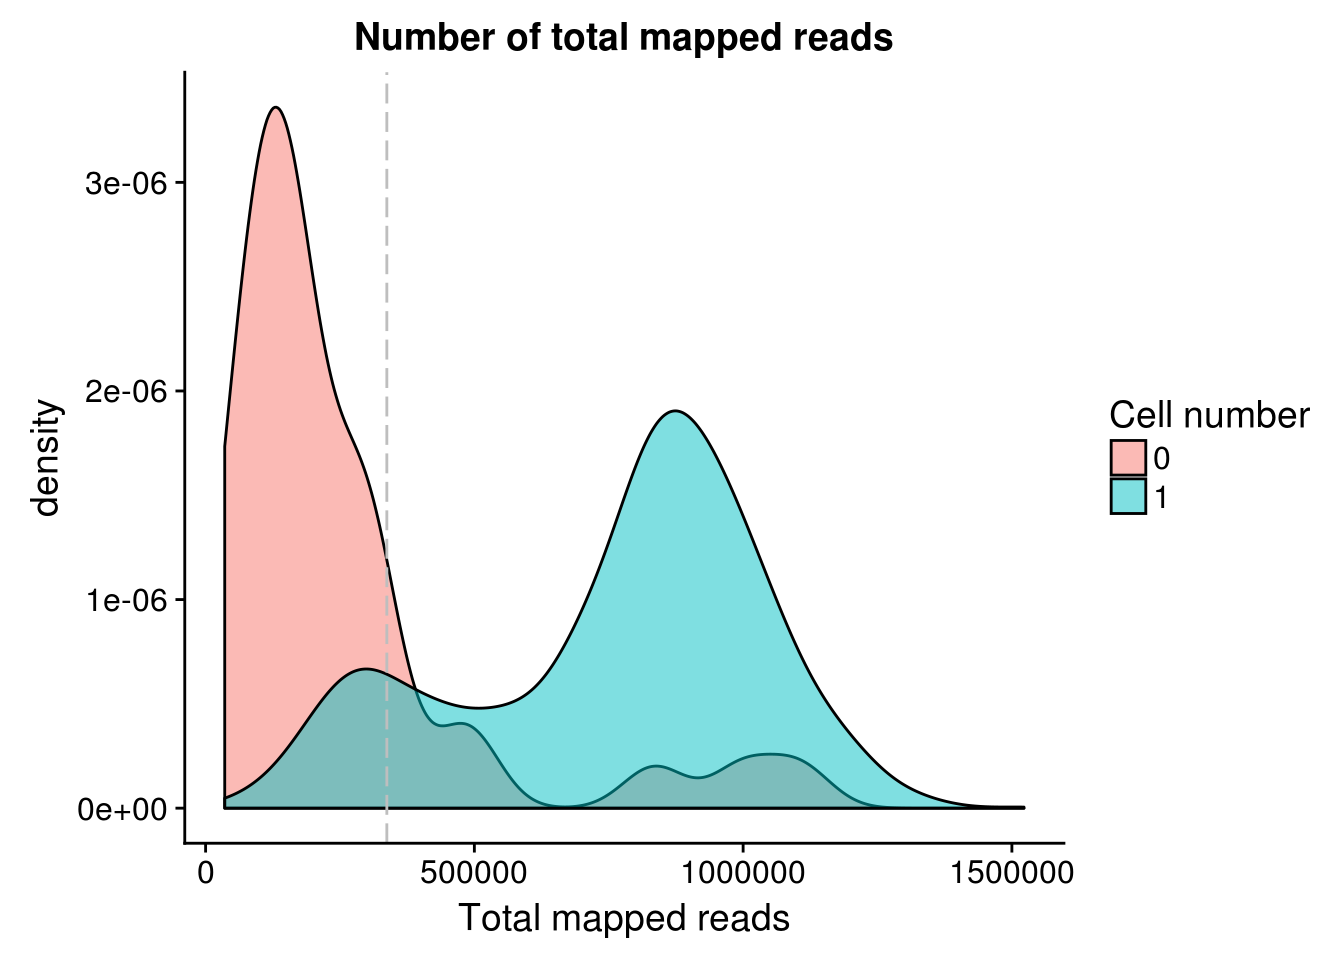 Number of total mapped reads
3e-06
2e-06
1e-06
0e+00
density
0
500000
1000000
1500000
Total mapped reads
Cell number
0
1